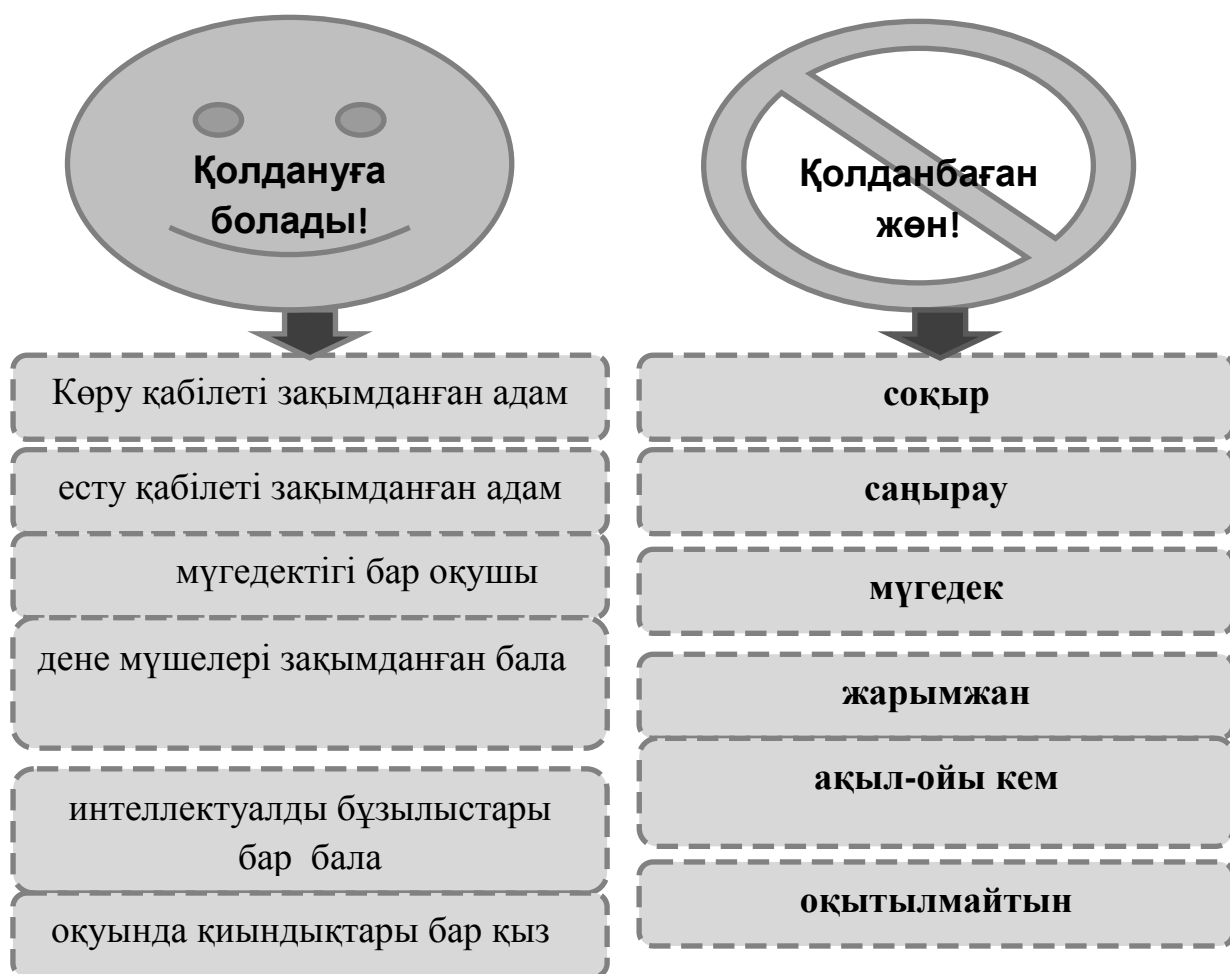 Қолдануға
болады!
Көру қабілеті зақымданған адам
есту қабілеті зақымданған адам
мүгедектігі бар оқушы
дене мүшелері зақымданған бала
интеллектуалды бұзылыстары
бар бала
оқуында қиындықтары бар қыз
Қолданбаған
жөн!
соқыр
саңырау
мүгедек
жарымжан
ақыл-ойы кем
оқытылмайтын